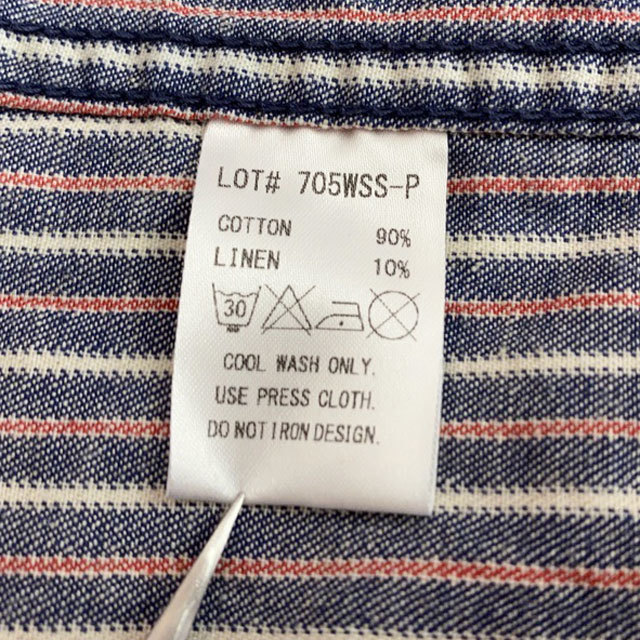 LOT# 705WSS-P
COTTON 90%
LINEN 10%
30
COOL WASH ONLY.
USE PRESS CLOTH.
DO NOT IRON DESIGN.